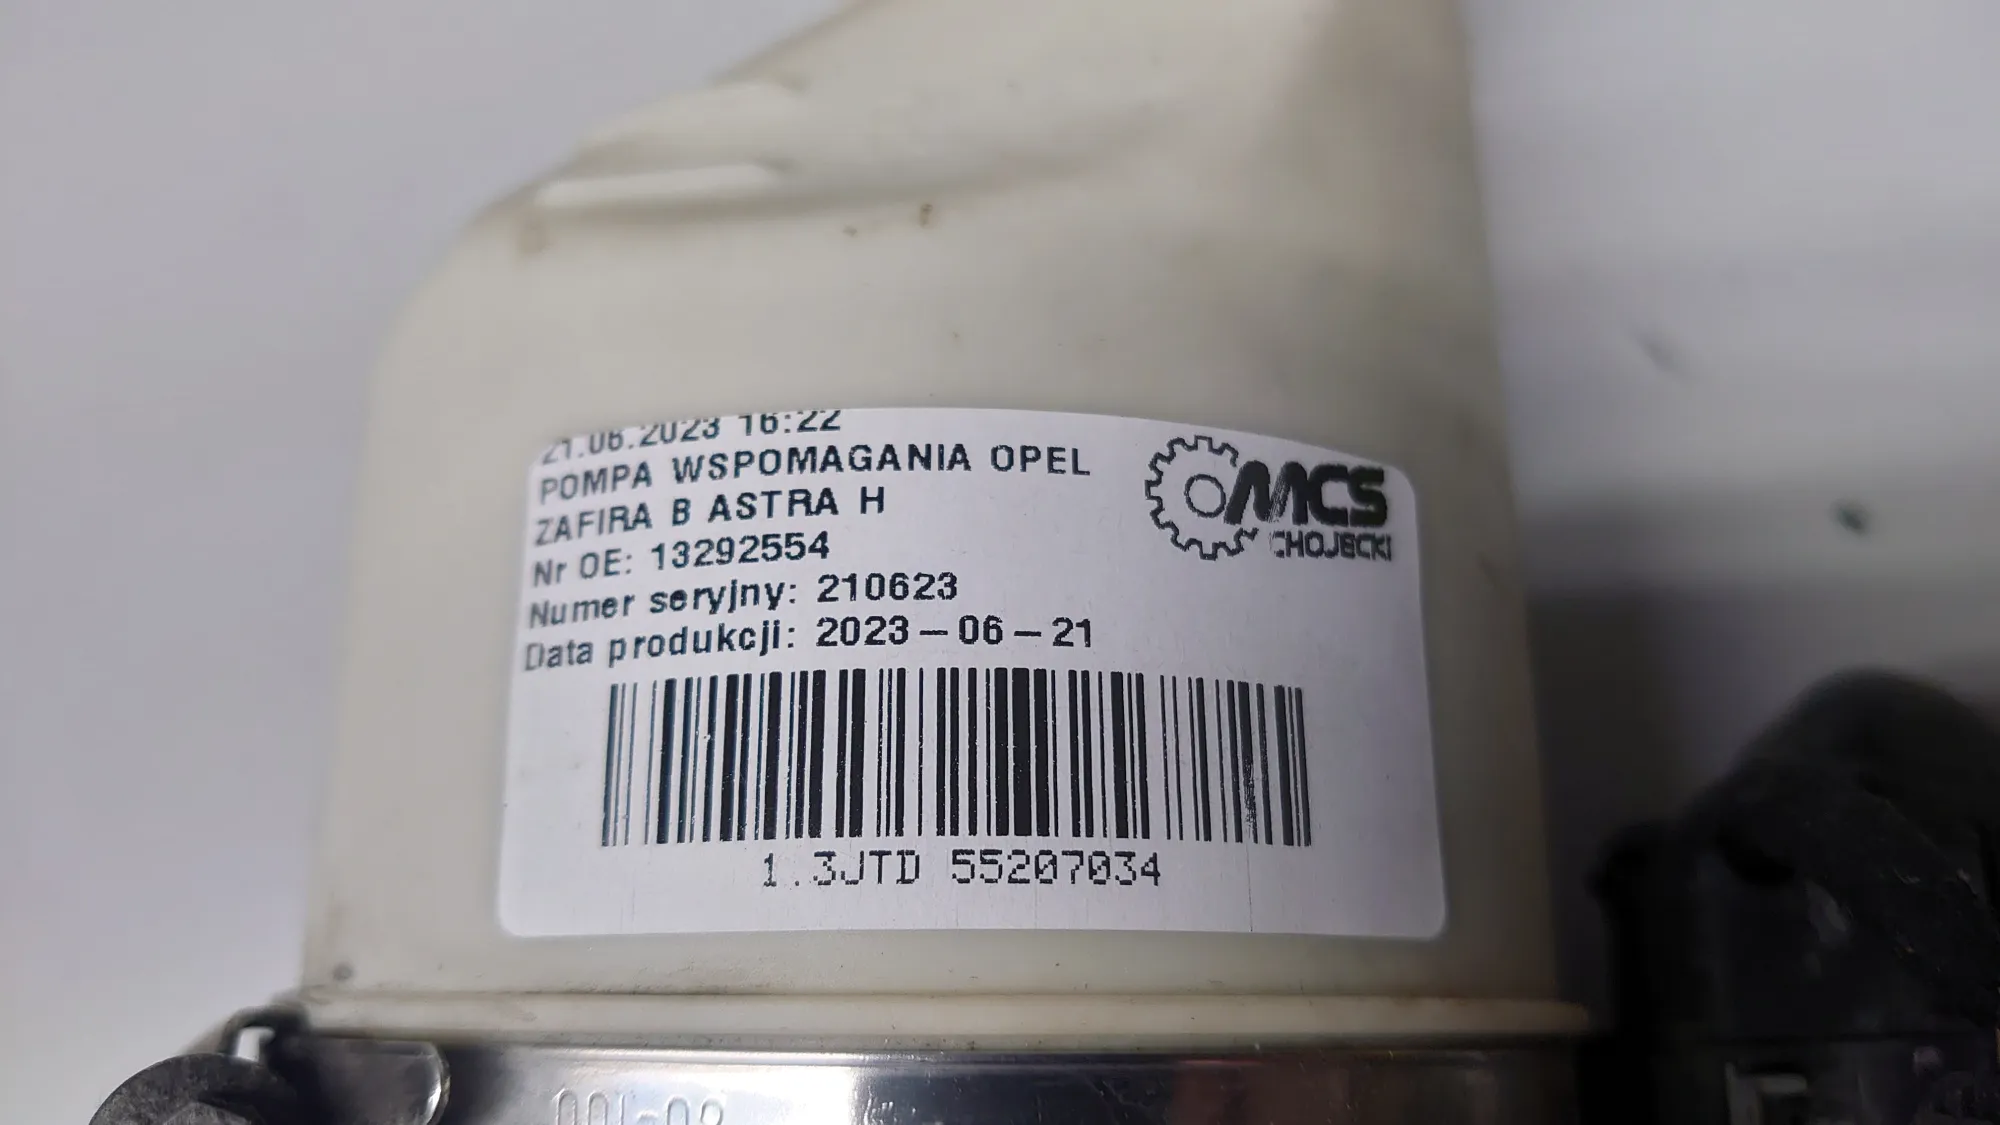 21.06.2023 16:22
POMPA WSPOMAGANIA OPEL
ZAFIRA B ASTRA H
Nr OE: 13292554
Numer seryjny: 210623
Data produkcji: 2023-06-21
MCS
CHOJECKI
1.3JTD 55207034